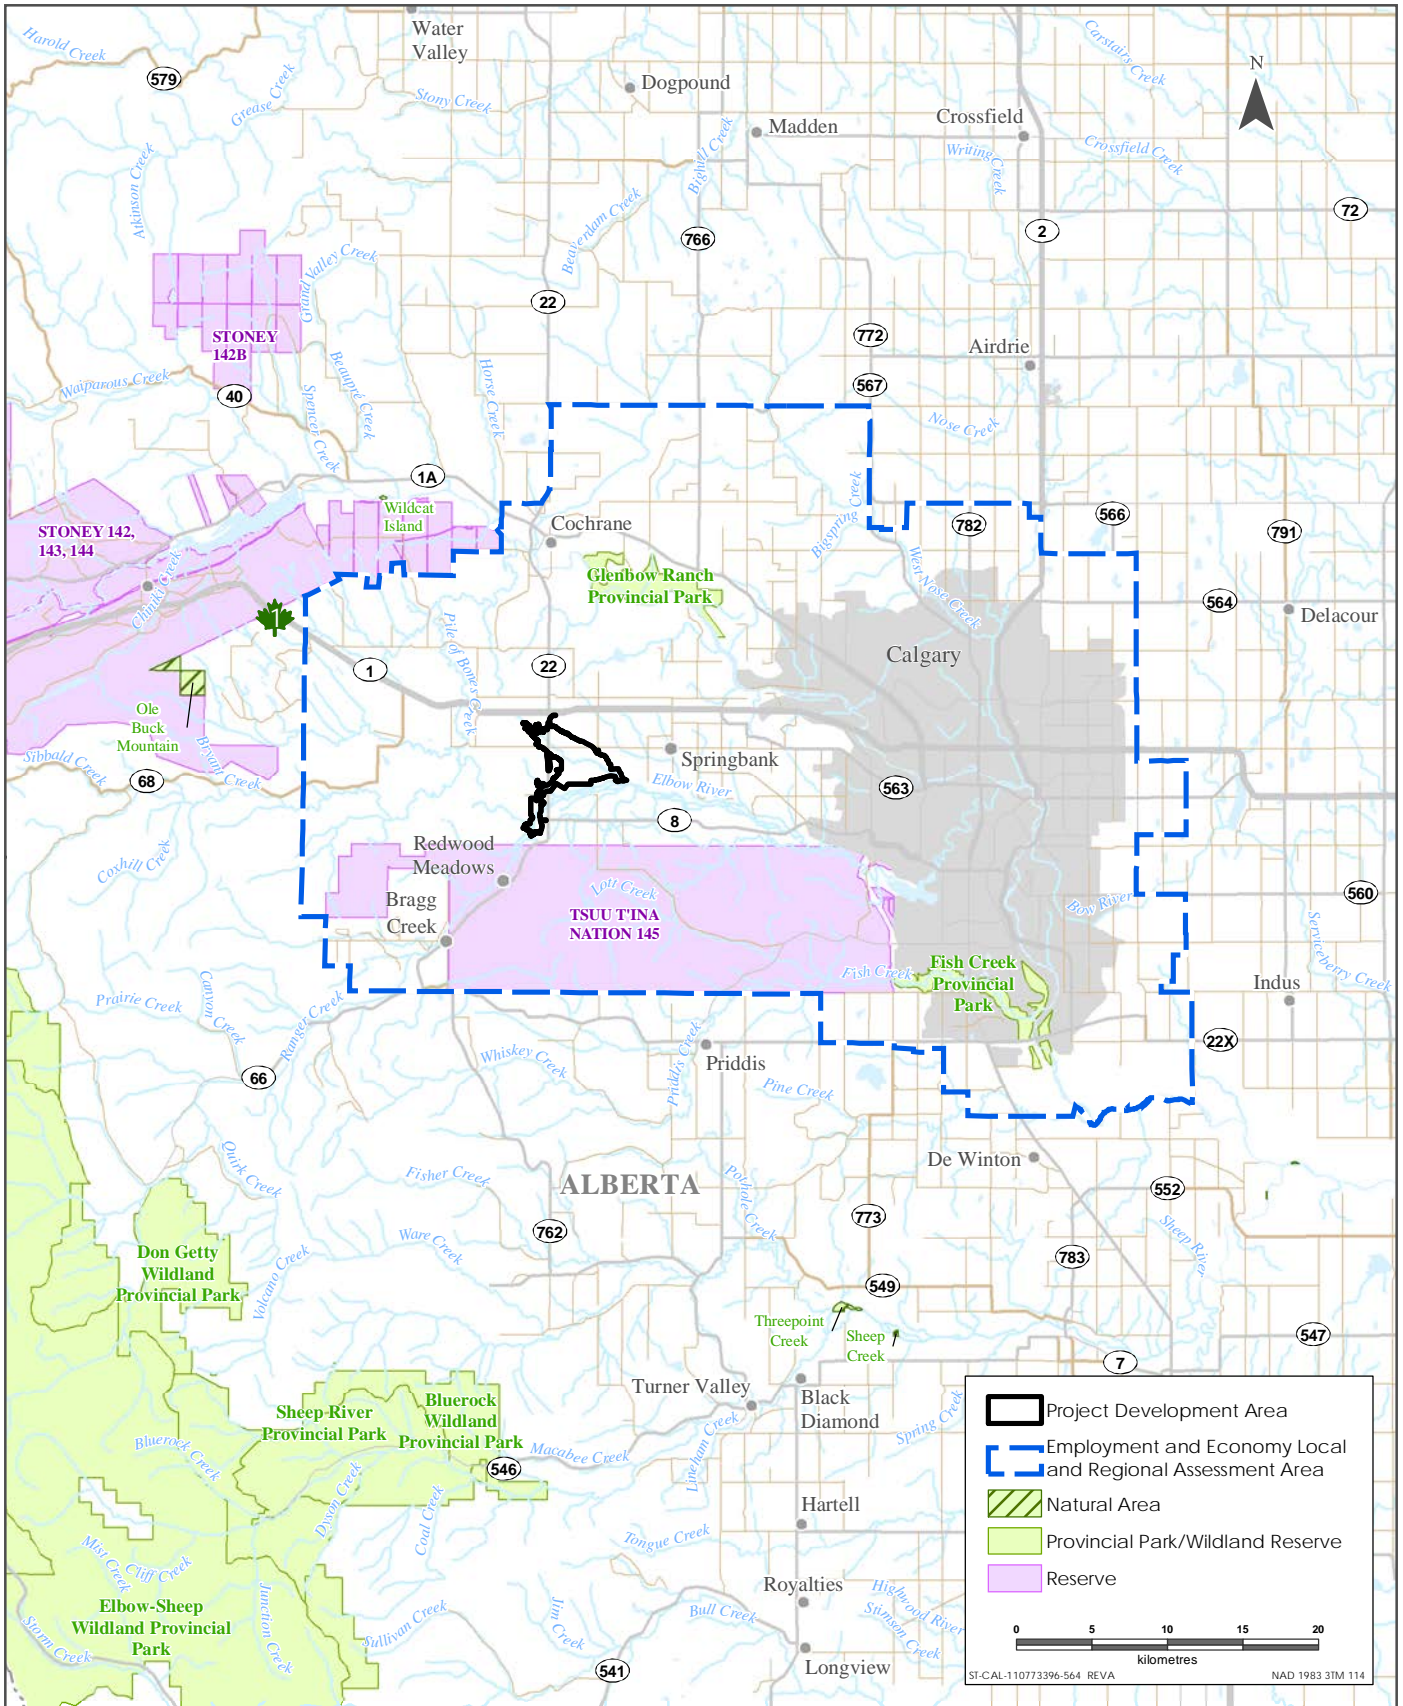 Water
Valley
Harold Creek
579
Grease Creek
Stony Creek
Dogpound
Madden
Crossfield
Carstairs Creek
N
Writing Creek
Crossfield Creek
Atkinson Creek
Bighill Creek
72
2
766
Beaverdam Creek
Grand Valley Creek
22
STONEY
142B
772
Airdrie
567
Waiparous Creek
40
Beaupré Creek
Spencer Creek
Horse Creek
Nose Creek
1A
Wildcat
Island
Cochrane
Bigspring Creek
782
566
791
STONEY 142,
143, 144
Chiniki Creek
Glenbow Ranch
Provincial Park
West Nose Creek
564
Delacour
1
Pile of Bones Creek
Calgary
22
1
Ole
Buck
Mountain
Bryant Creek
Sibbald Creek
68
Springbank
Elbow River
563
8
Redwood
Meadows
Coxhill Creek
Lott Creek
Bragg
Creek
TSUU T'INA
NATION 145
Bow River
560
Serviceberry Creek
Fish Creek
Fish Creek
Provincial
Park
Indus
Prairie Creek
Canyon Creek
Ranger Creek
22X
66
Whiskey Creek
Priddis Creek
Priddis
Pine Creek
Quirk Creek
Fisher Creek
ALBERTA
Pothole Creek
De Winton
552
773
Sheep River
Ware Creek
762
783
Don Getty
Wildland
Provincial Park
Volcano Creek
549
Threepoint
Creek
Sheep
Creek
547
7
Turner Valley
Black
Diamond
Sheep River
Provincial Park
Bluerock
Wildland
Provincial Park
Bluerock Creek
Macabee Creek
546
Lineham Creek
Spring Creek
Dyson Creek
Coal Creek
Hartell
Tongue Creek
Mist Creek
Cliff Creek
Elbow-Sheep
Wildland Provincial
Park
Junction Creek
Storm Creek
Sullivan Creek
Jim
Creek
Royalties
Bull Creek
Highwood River
Stimson Creek
541
Longview
Project Development Area
Employment and Economy Local
and Regional Assessment Area
Natural Area
Provincial Park/Wildland Reserve
Reserve
0 5 10 15 20
kilometres
ST-CAL-110773396-564 REVA
NAD 1983 3TM 114